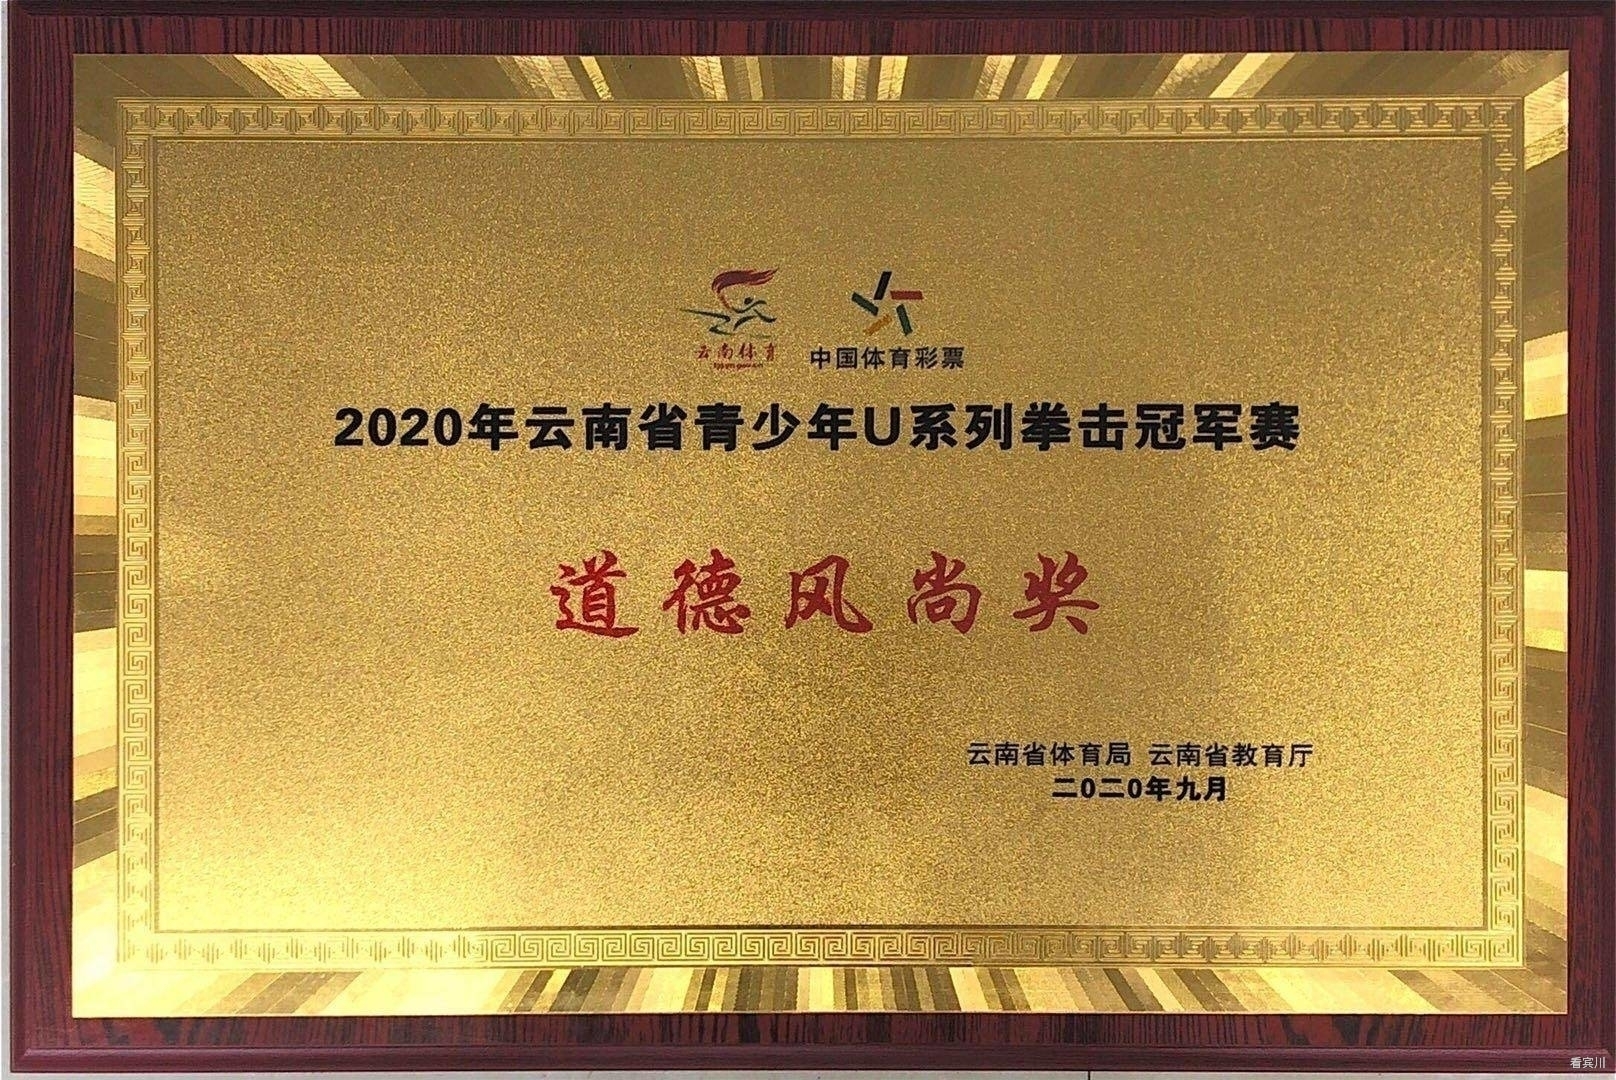 云南体育
中国体育彩票
2020年云南省青少年U系列拳击冠军赛
道德风尚奖
云南省体育局 云南省教育厅
二0二0年九月
看宾川